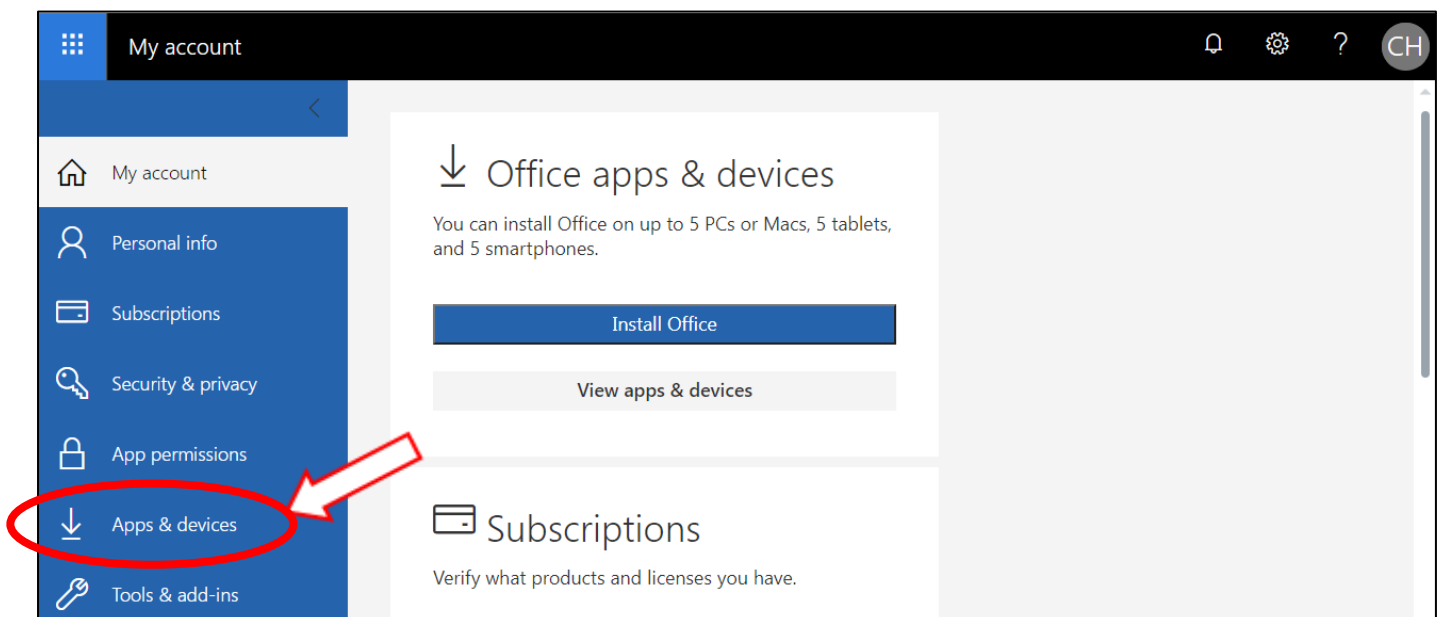 My account
?
CH
My account
Personal info
Subscriptions
Security & privacy
App permissions
Apps & devices
Tools & add-ins
Office apps & devices
You can install Office on up to 5 PCs or Macs, 5 tablets,
and 5 smartphones.
Install Office
View apps & devices
Subscriptions
Verify what products and licenses you have.